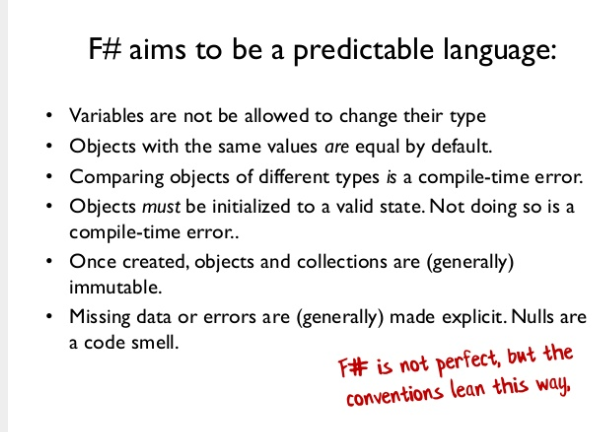 F# aims to be a predictable language:
• Variables are not be allowed to change their type
• Objects with the same values are equal by default.
• Comparing objects of different types is a compile-time error.
• Objects must be initialized to a valid state. Not doing so is a
compile-time error..
• Once created, objects and collections are (generally)
immutable.
• Missing data or errors are (generally) made explicit. Nulls are
a code smell.
F# is not perfect, but the
conventions lean this way.